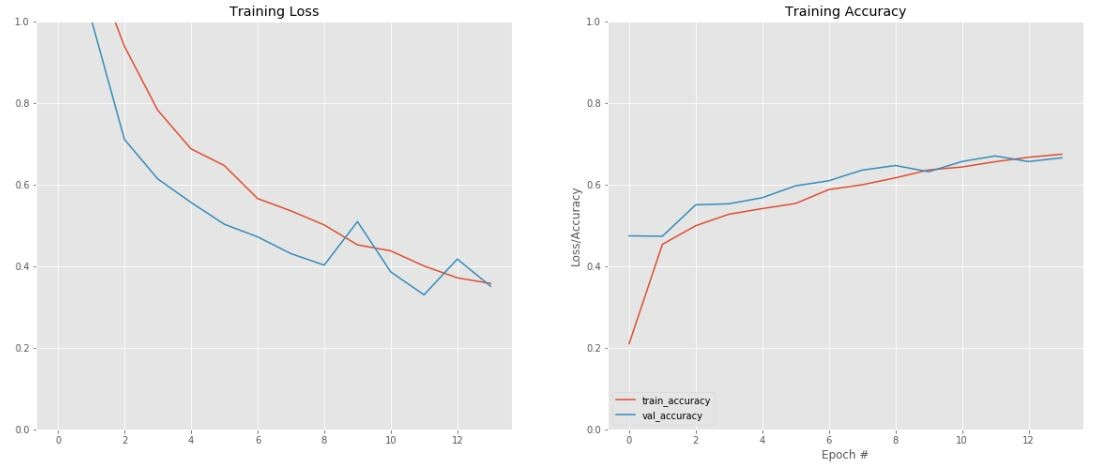 Training Loss
1.0
0.8
0.6
0.4
0.2
0.0
0 2 4 6 8 10 12
Training Accuracy
1.0
0.8
0.6
0.4
0.2
0.0
Loss/Accuracy
train_accuracy
val_accuracy
0 2 4 6 8 10 12
Epoch #